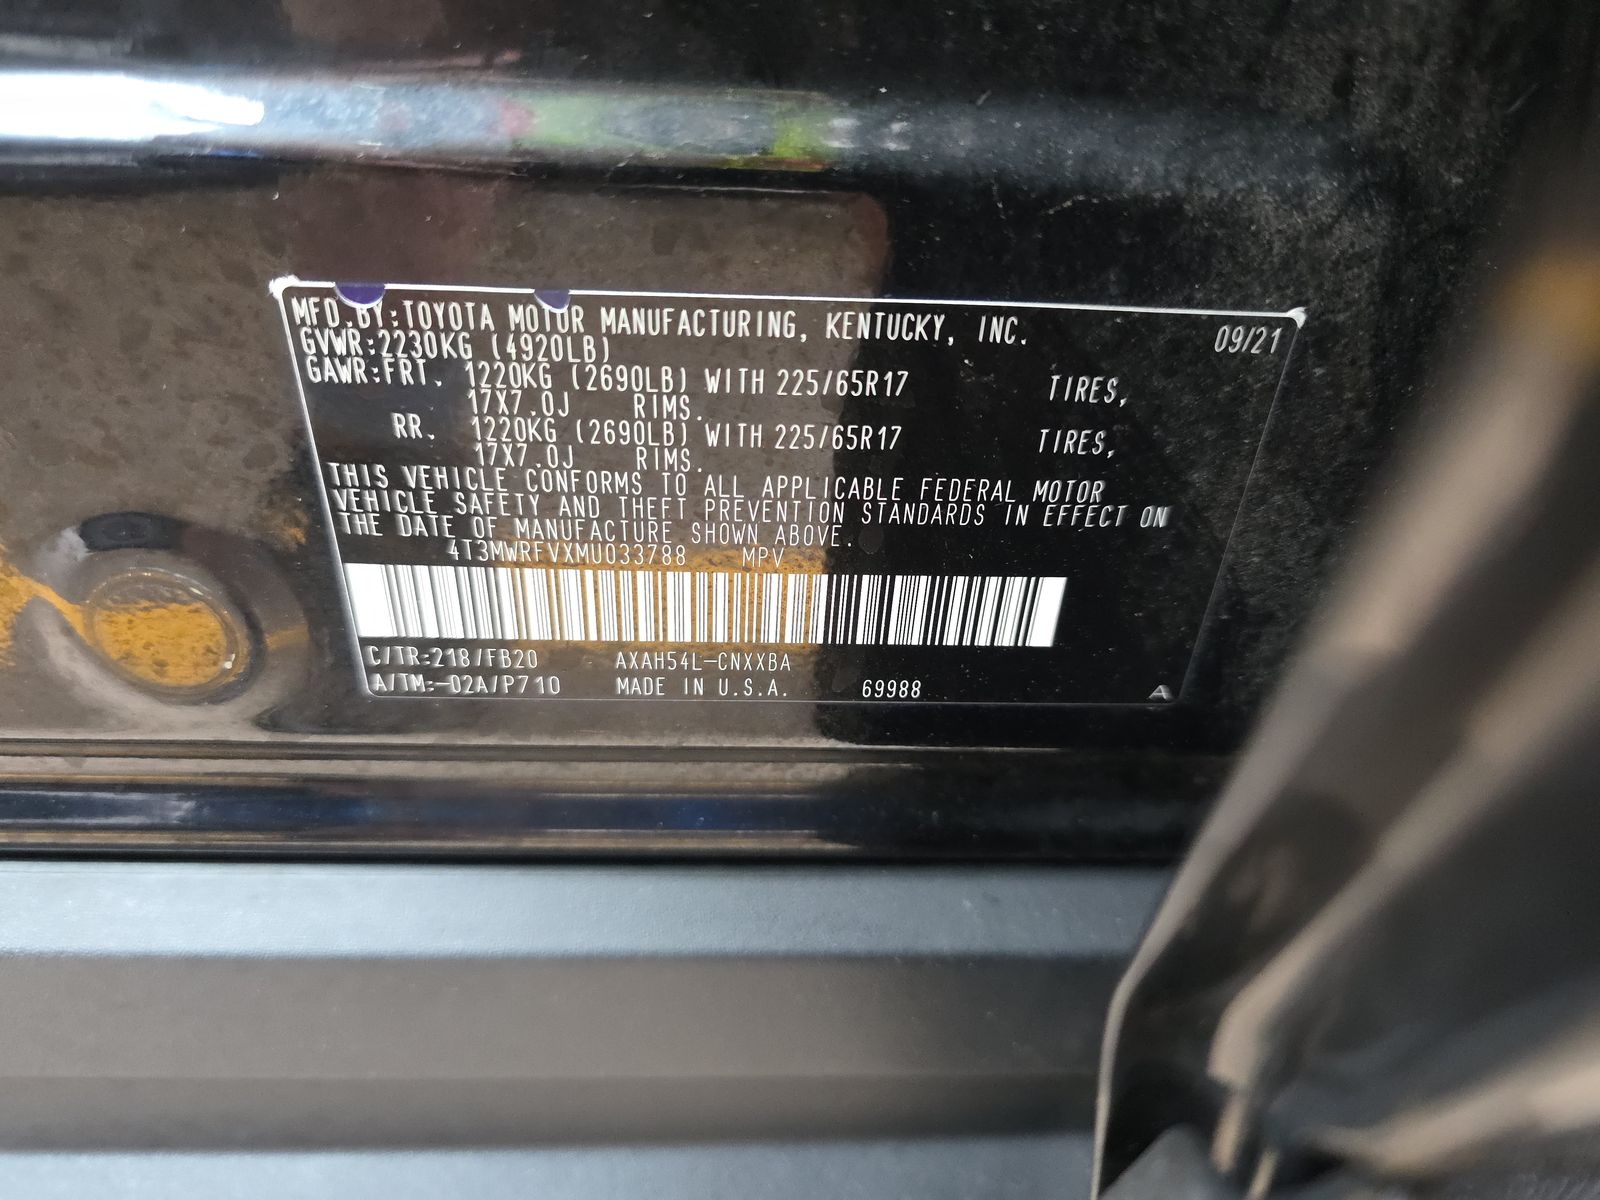 MFD.BY:TOYOTA MOTOR MANUFACTURING, KENTUCKY, INC. 09/21
GVWR:2230KG (4920LB)
GAWR:FRT. 1220KG (2690LB) WITH 225/65R17 TIRES,
17X7.0J RIMS.
RR. 1220KG (2690LB) WITH 225/65R17 TIRES,
17X7.0J RIMS.
THIS VEHICLE CONFORMS TO ALL APPLICABLE FEDERAL MOTOR
VEHICLE SAFETY AND THEFT PREVENTION STANDARDS IN EFFECT ON
THE DATE OF MANUFACTURE SHOWN ABOVE.
4T3MWRFVXMU033788 MPV
C/TR:218/FB20 AXAH54L-CNXXBA
A/TM:-02A/P710 MADE IN U.S.A. 69988 A